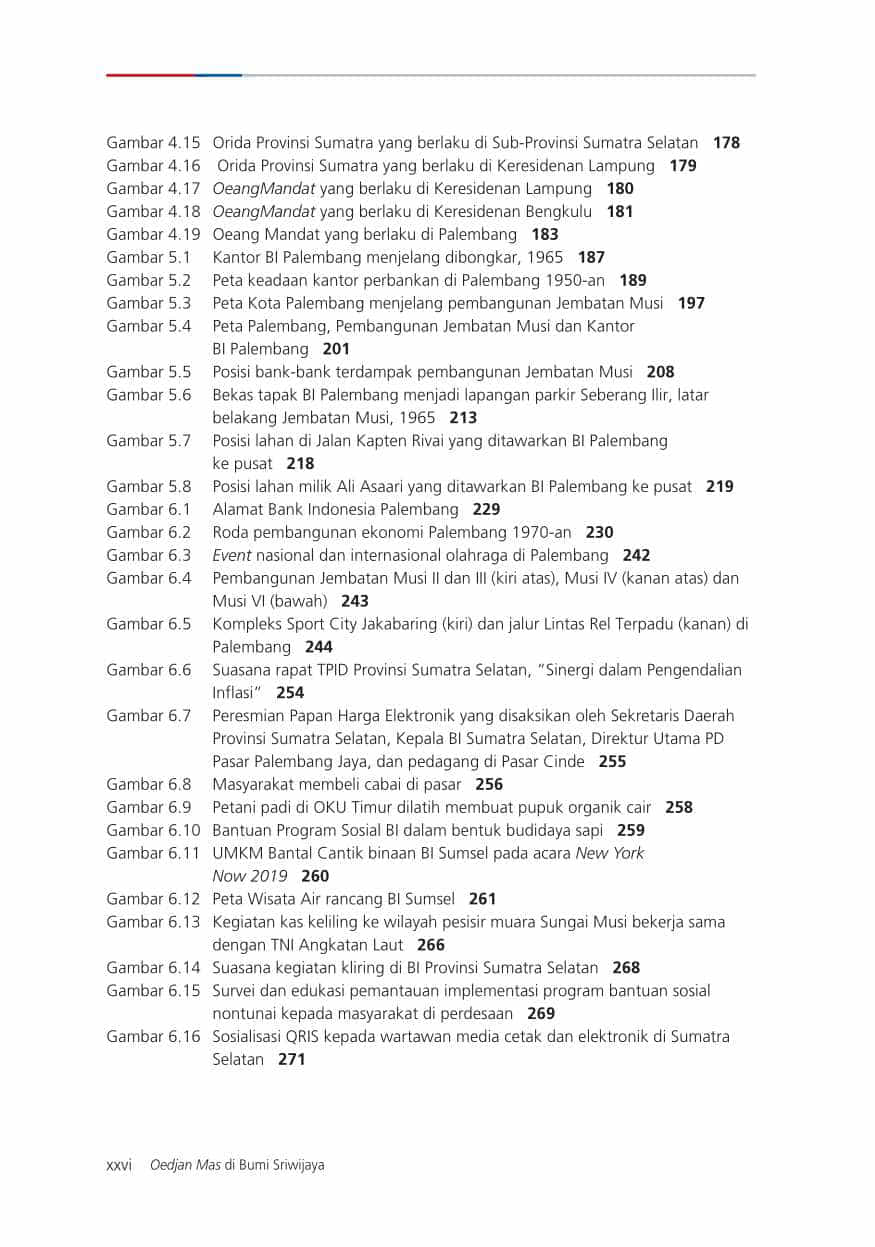 Gambar 4.15 Orida Provinsi Sumatra yang berlaku di Sub-Provinsi Sumatra Selatan 178
Gambar 4.16 Orida Provinsi Sumatra yang berlaku di Keresidenan Lampung 179
Gambar 4.17 OeangMandat yang berlaku di Keresidenan Lampung 180
Gambar 4.18 OeangMandat yang berlaku di Keresidenan Bengkulu 181
Gambar 4.19 Oeang Mandat yang berlaku di Palembang 183
Gambar 5.1 Kantor BI Palembang menjelang dibongkar, 1965 187
Gambar 5.2 Peta keadaan kantor perbankan di Palembang 1950-an 189
Gambar 5.3 Peta Kota Palembang menjelang pembangunan Jembatan Musi 197
Gambar 5.4 Peta Palembang, Pembangunan Jembatan Musi dan Kantor
BI Palembang 201
Gambar 5.5 Posisi bank-bank terdampak pembangunan Jembatan Musi 208
Gambar 5.6 Bekas tapak BI Palembang menjadi lapangan parkir Seberang Ilir, latar
belakang Jembatan Musi, 1965 213
Gambar 5.7 Posisi lahan di Jalan Kapten Rivai yang ditawarkan BI Palembang
ke pusat 218
Gambar 5.8 Posisi lahan milik Ali Asaari yang ditawarkan BI Palembang ke pusat 219
Gambar 6.1 Alamat Bank Indonesia Palembang 229
Gambar 6.2 Roda pembangunan ekonomi Palembang 1970-an 230
Gambar 6.3 Event nasional dan internasional olahraga di Palembang 242
Gambar 6.4 Pembangunan Jembatan Musi II dan III (kiri atas), Musi IV (kanan atas) dan
Musi VI (bawah) 243
Gambar 6.5 Kompleks Sport City Jakabaring (kiri) dan jalur Lintas Rel Terpadu (kanan) di
Palembang 244
Gambar 6.6 Suasana rapat TPID Provinsi Sumatra Selatan, "Sinergi dalam Pengendalian
Inflasi" 254
Gambar 6.7 Peresmian Papan Harga Elektronik yang disaksikan oleh Sekretaris Daerah
Provinsi Sumatra Selatan, Kepala BI Sumatra Selatan, Direktur Utama PD
Pasar Palembang Jaya, dan pedagang di Pasar Cinde 255
Gambar 6.8 Masyarakat membeli cabai di pasar 256
Gambar 6.9 Petani padi di OKU Timur dilatih membuat pupuk organik cair 258
Gambar 6.10 Bantuan Program Sosial BI dalam bentuk budidaya sapi 259
Gambar 6.11 UMKM Bantal Cantik binaan BI Sumsel pada acara New York
Now 2019 260
Gambar 6.12 Peta Wisata Air rancang BI Sumsel 261
Gambar 6.13 Kegiatan kas keliling ke wilayah pesisir muara Sungai Musi bekerja sama
dengan TNI Angkatan Laut 266
Gambar 6.14 Suasana kegiatan kliring di BI Provinsi Sumatra Selatan 268
Gambar 6.15 Survei dan edukasi pemantauan implementasi program bantuan sosial
nontunai kepada masyarakat di perdesaan 269
Gambar 6.16 Sosialisasi QRIS kepada wartawan media cetak dan elektronik di Sumatra
Selatan 271
xxvi Oedjan Mas di Bumi Sriwijaya